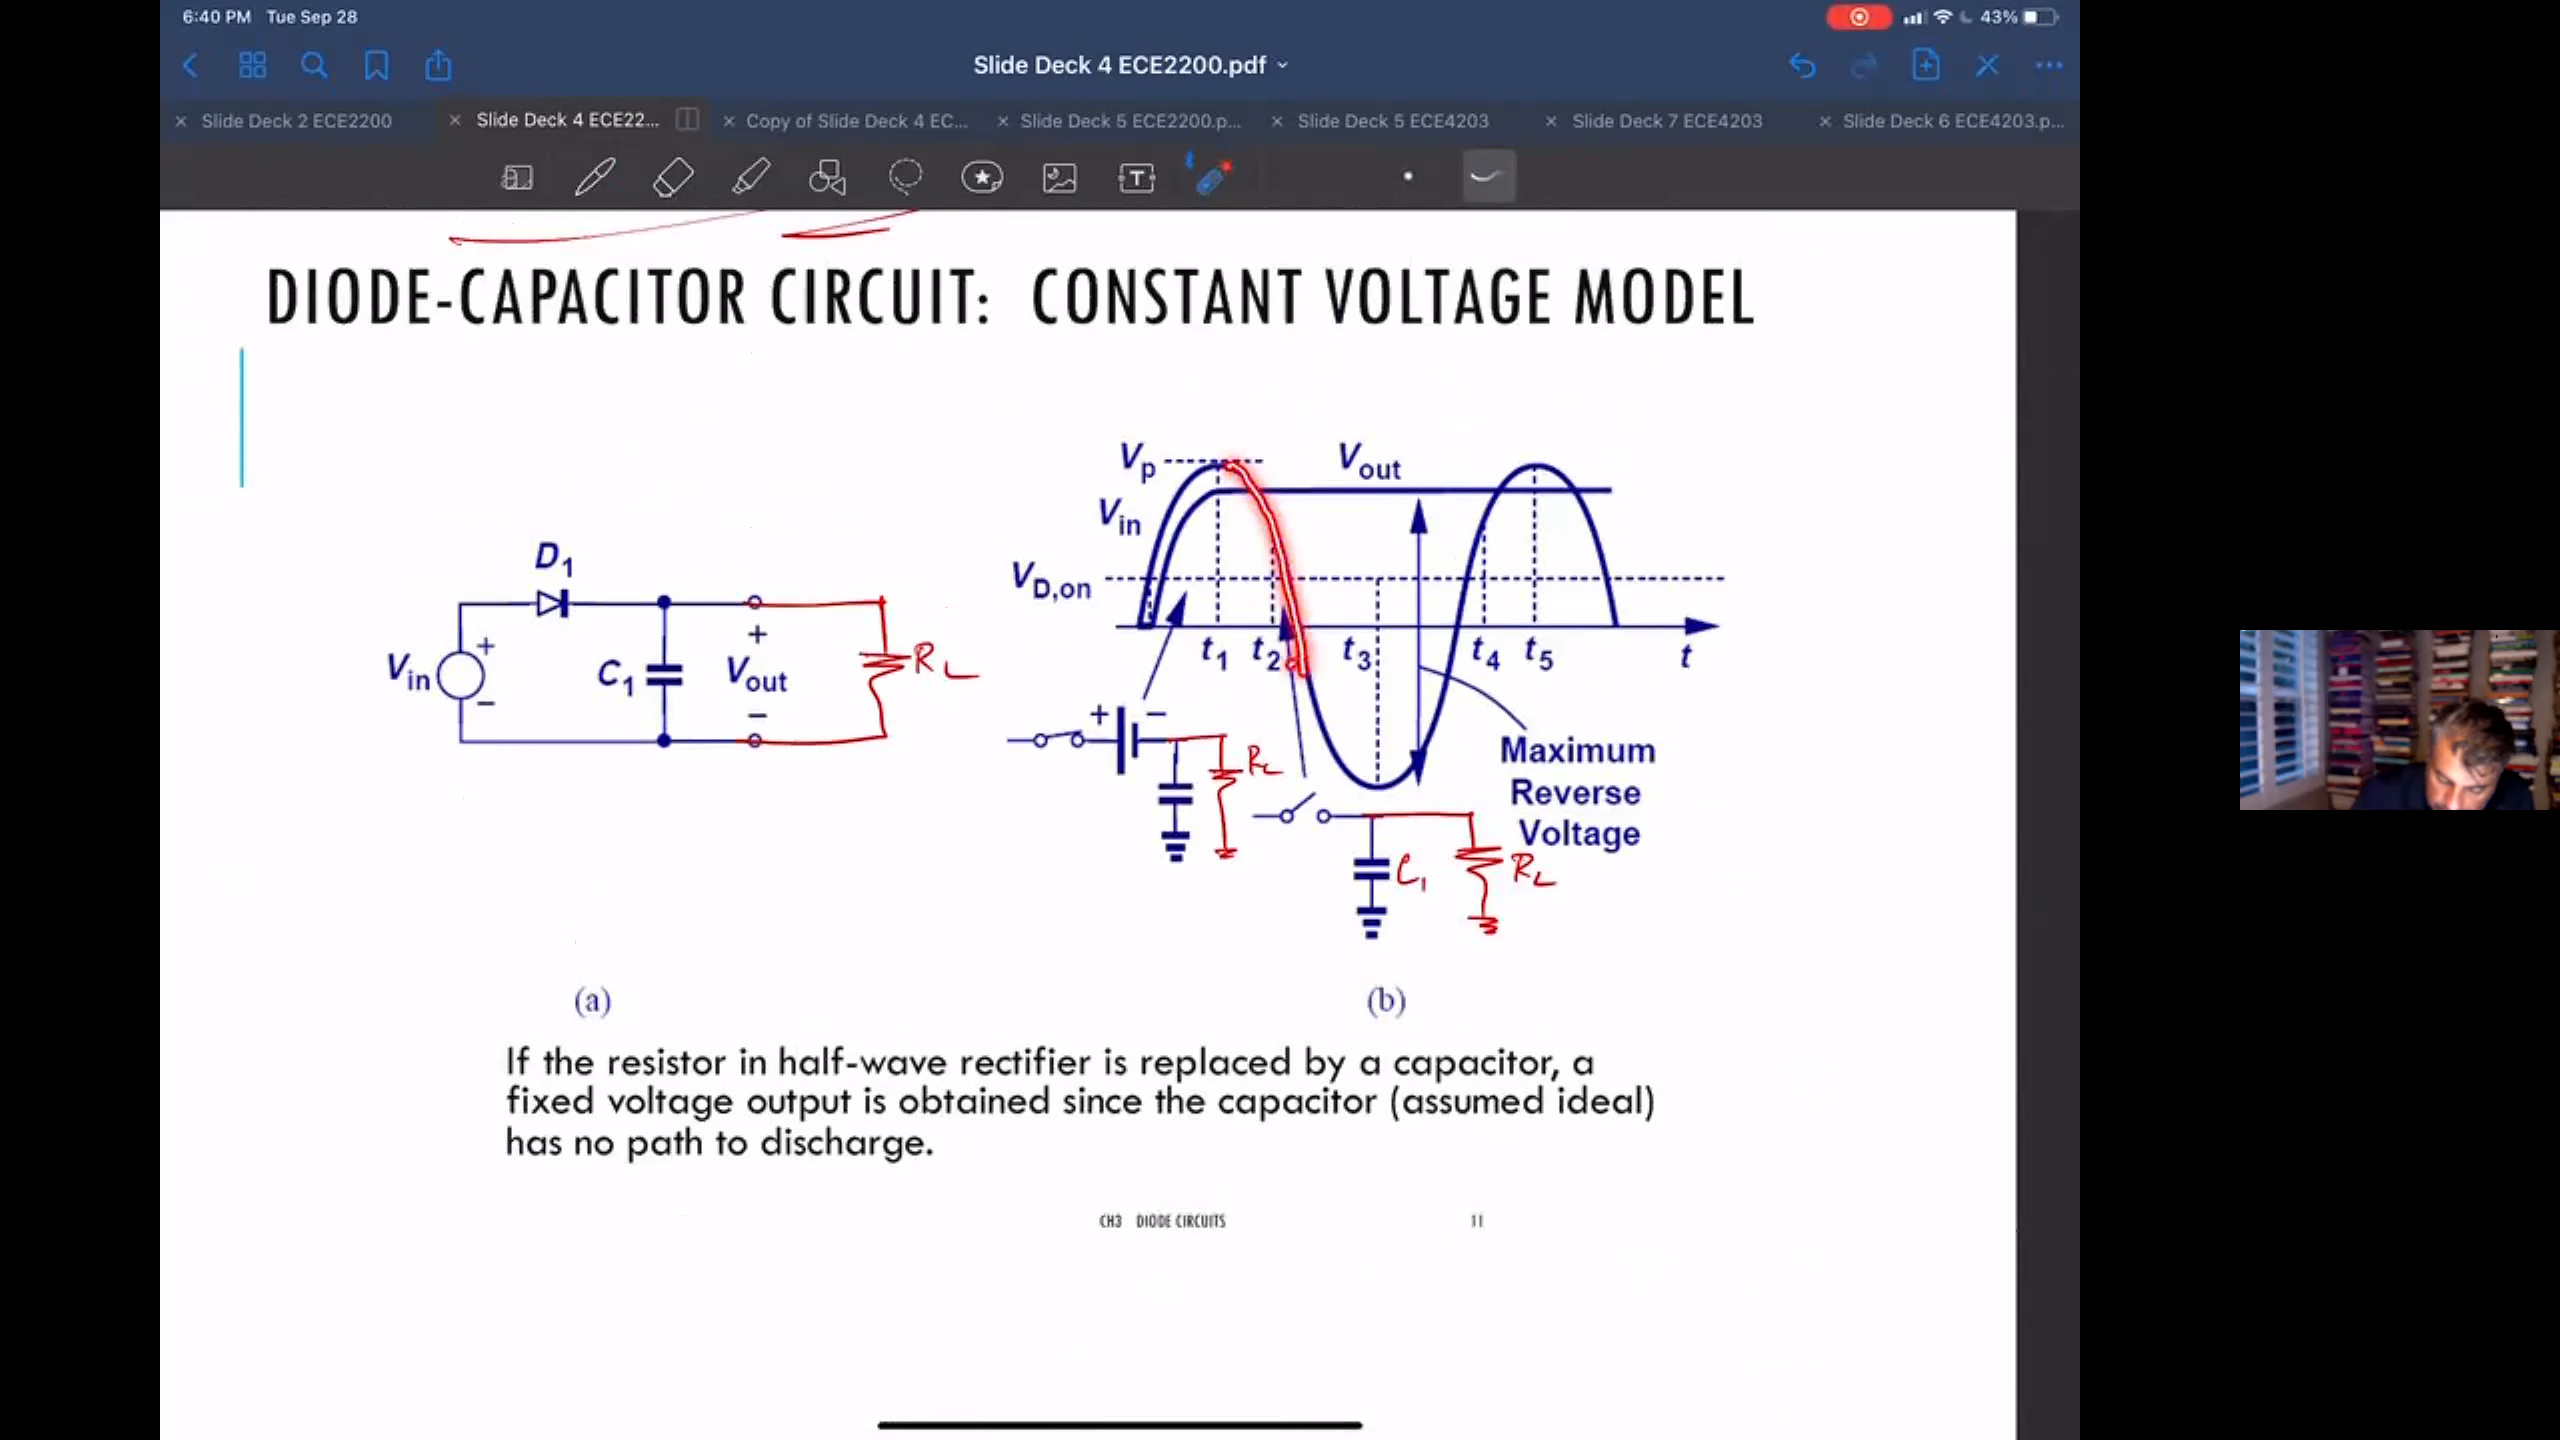 6:40 PM Tue Sep 28
43%
Slide Deck 4 ECE2200.pdf
Slide Deck 2 ECE2200
Slide Deck 4 ECE22...
Copy of Slide Deck 4 EC...
Slide Deck 5 ECE2200.p...
Slide Deck 5 ECE4203
Slide Deck 7 ECE4203
Slide Deck 6 ECE4203.p...
T
DIODE-CAPACITOR CIRCUIT: CONSTANT VOLTAGE MODEL
D1
Vin
+
−
C1
+
Vout
−
RL
Vp
Vin
VD,on
Vout
t1 t2 t3 t4 t5 t
+ −
RL
C1
RL
Maximum
Reverse
Voltage
(a)
(b)
If the resistor in half-wave rectifier is replaced by a capacitor, a
fixed voltage output is obtained since the capacitor (assumed ideal)
has no path to discharge.
CH3 DIODE CIRCUITS
11